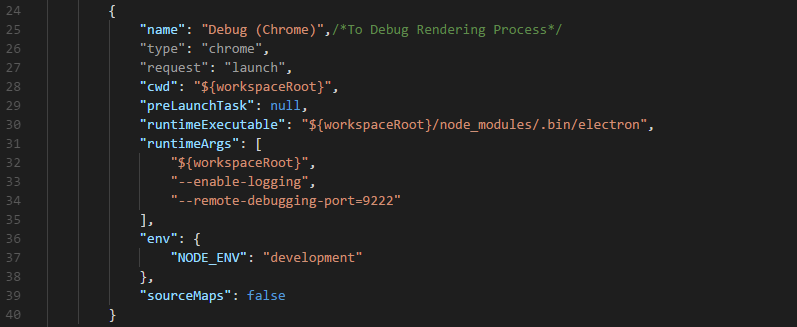 24 {
25 "name": "Debug (Chrome)",/*To Debug Rendering Process*/
26 "type": "chrome",
27 "request": "launch",
28 "cwd": "${workspaceRoot}",
29 "preLaunchTask": null,
30 "runtimeExecutable": "${workspaceRoot}/node_modules/.bin/electron",
31 "runtimeArgs": [
32 "${workspaceRoot}",
33 "--enable-logging",
34 "--remote-debugging-port=9222"
35 ],
36 "env": {
37 "NODE_ENV": "development"
38 },
39 "sourceMaps": false
40 }